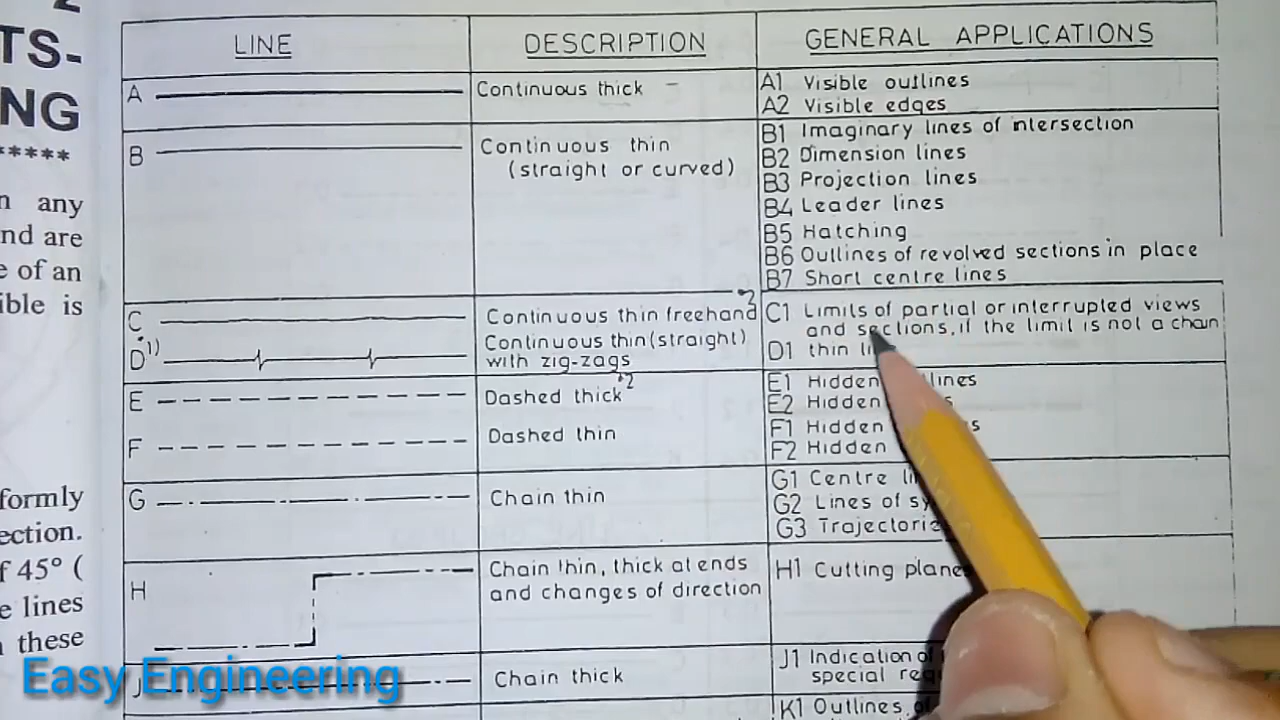 2
TS-
NG
*****
n any
nd are
e of an
ible is
formly
ection.
f 45° (
e lines
n these
LINE DESCRIPTION GENERAL APPLICATIONS
A Continuous thick A1 Visible outlines
A2 Visible edges
B Continuous thin
(straight or curved)
B1 Imaginary lines of intersection
B2 Dimension lines
B3 Projection lines
B4 Leader lines
B5 Hatching
B6 Outlines of revolved sections in place
B7 Short centre lines
C Continuous thin freehand C1 Limits of partial or interrupted views
and sections, if the limit is not a chain
D1) Continuous thin (straight)
with zig-zags
D1 thin li
E Dashed thick E1 Hidden lines
E2 Hidden
F Dashed thin F1 Hidden
F2 Hidden
G Chain thin G1 Centre li
G2 Lines of sy
G3 Trajectorie
H Chain thin, thick at ends
and changes of direction
H1 Cutting plane
J Chain thick J1 Indication of
special req
K1 Outlines
Easy Engineering